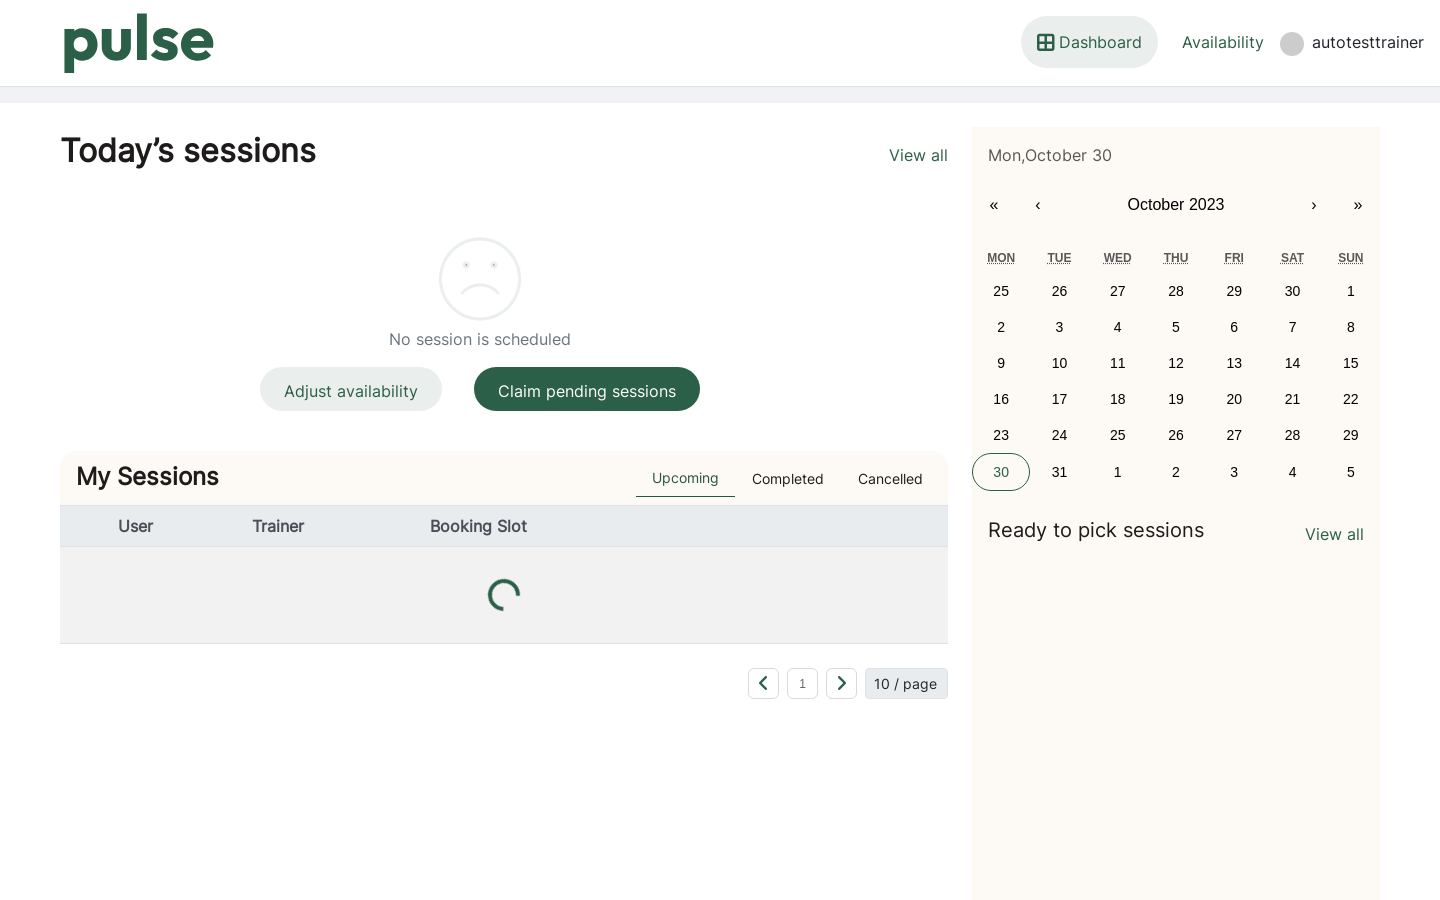 pulse
Dashboard
Availability
autotesttrainer
Today’s sessions
View all
No session is scheduled
Adjust availability
Claim pending sessions
My Sessions
Upcoming
Completed
Cancelled
User Trainer Booking Slot
1
10 / page
Mon,October 30
« ‹ October 2023 › »
MON TUE WED THU FRI SAT SUN
25 26 27 28 29 30 1
2 3 4 5 6 7 8
9 10 11 12 13 14 15
16 17 18 19 20 21 22
23 24 25 26 27 28 29
30 31 1 2 3 4 5
Ready to pick sessions
View all